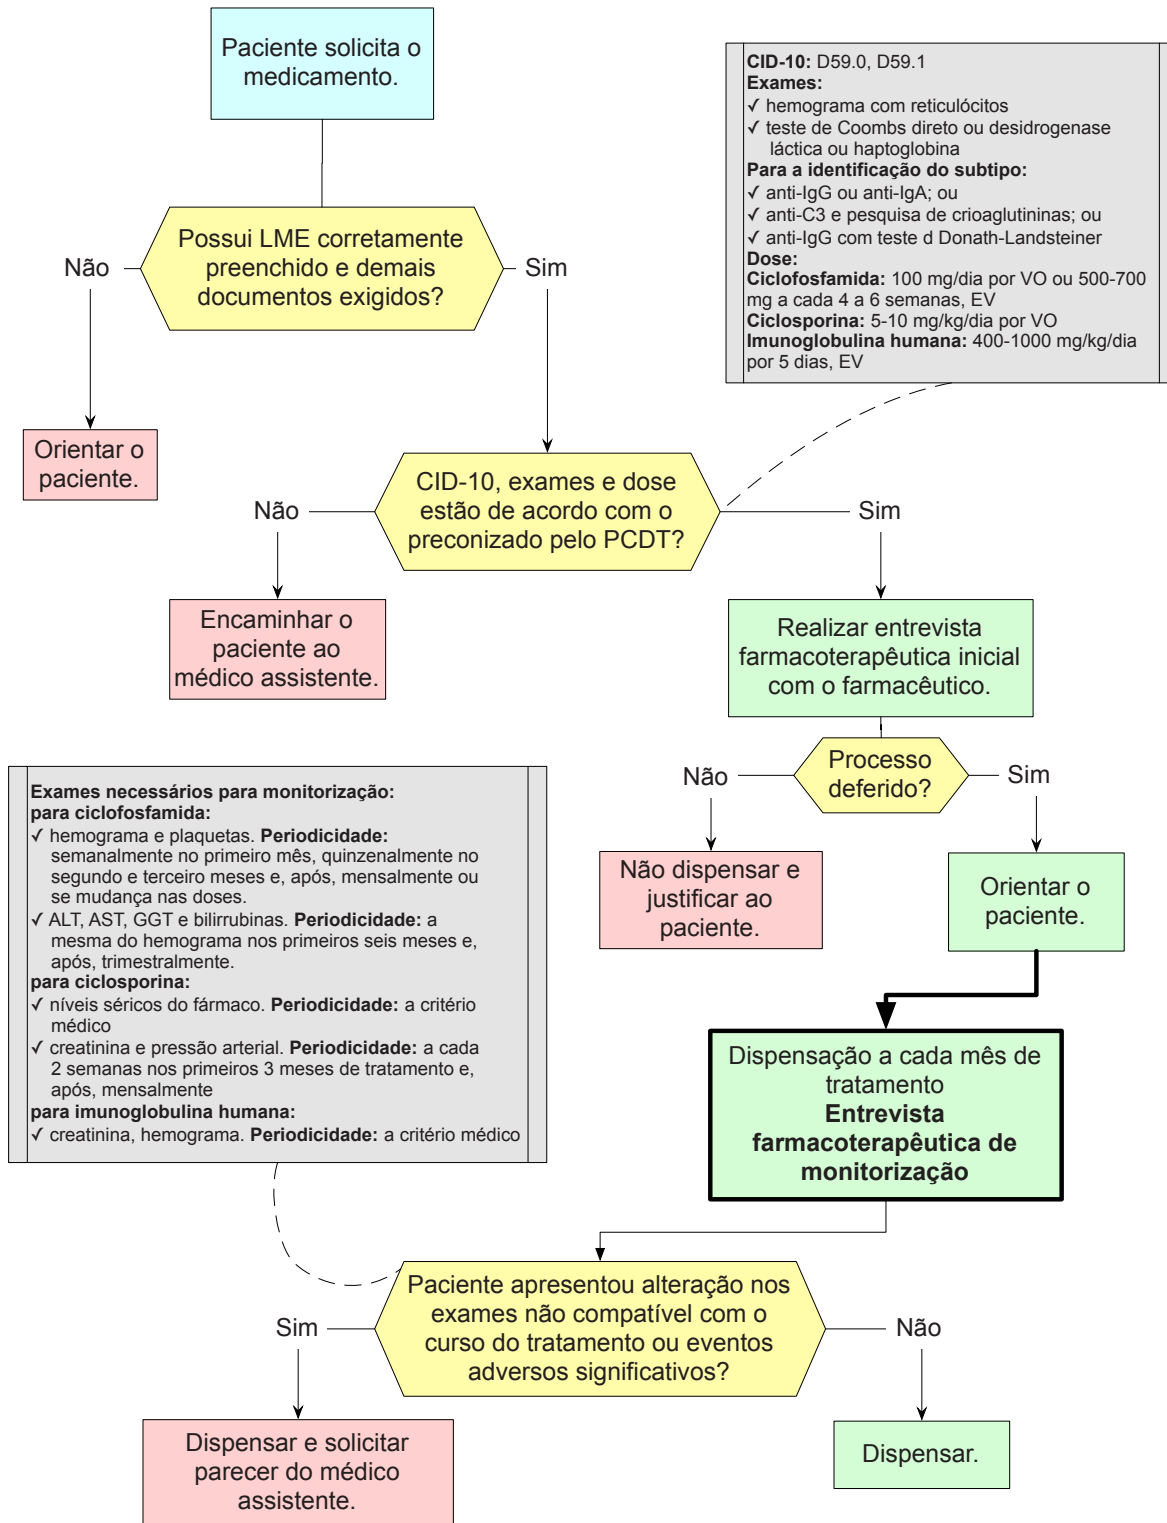 Paciente solicita o
medicamento.
CID-10: D59.0, D59.1
Exames:
✓ hemograma com reticulócitos
✓ teste de Coombs direto ou desidrogenase
láctica ou haptoglobina
Para a identificação do subtipo:
✓ anti-IgG ou anti-IgA; ou
✓ anti-C3 e pesquisa de crioaglutininas; ou
✓ anti-IgG com teste d Donath-Landsteiner
Dose:
Ciclofosfamida: 100 mg/dia por VO ou 500-700
mg a cada 4 a 6 semanas, EV
Ciclosporina: 5-10 mg/kg/dia por VO
Imunoglobulina humana: 400-1000 mg/kg/dia
por 5 dias, EV
Possui LME corretamente
preenchido e demais
documentos exigidos?
Não
Sim
Orientar o
paciente.
CID-10, exames e dose
estão de acordo com o
preconizado pelo PCDT?
Não
Sim
Encaminhar o
paciente ao
médico assistente.
Realizar entrevista
farmacoterapêutica inicial
com o farmacêutico.
Processo
deferido?
Não
Sim
Não dispensar e
justificar ao
paciente.
Orientar o
paciente.
Exames necessários para monitorização:
para ciclofosfamida:
✓ hemograma e plaquetas. Periodicidade:
semanalmente no primeiro mês, quinzenalmente no
segundo e terceiro meses e, após, mensalmente ou
se mudança nas doses.
✓ ALT, AST, GGT e bilirrubinas. Periodicidade: a
mesma do hemograma nos primeiros seis meses e,
após, trimestralmente.
para ciclosporina:
✓ níveis séricos do fármaco. Periodicidade: a critério
médico
✓ creatinina e pressão arterial. Periodicidade: a cada
2 semanas nos primeiros 3 meses de tratamento e,
após, mensalmente
para imunoglobulina humana:
✓ creatinina, hemograma. Periodicidade: a critério médico
Dispensação a cada mês de
tratamento
Entrevista
farmacoterapêutica de
monitorização
Paciente apresentou alteração nos
exames não compatível com o
curso do tratamento ou eventos
adversos significativos?
Sim
Não
Dispensar e solicitar
parecer do médico
assistente.
Dispensar.